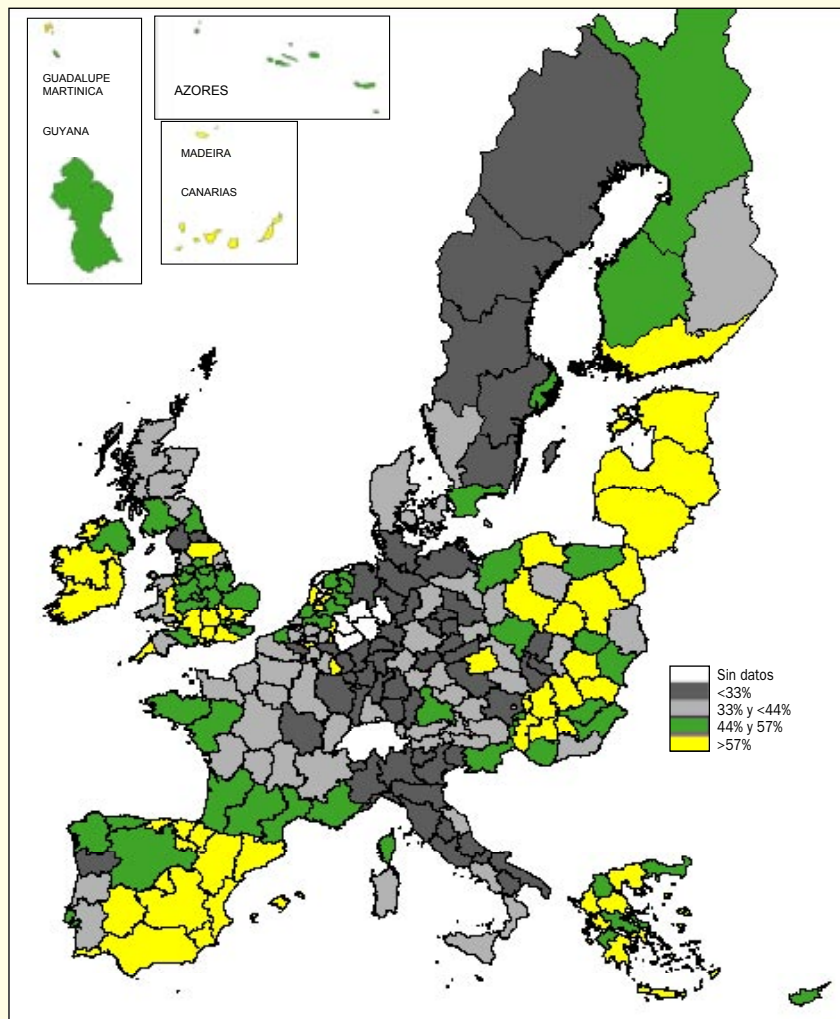 GUADALUPE
MARTINICA
GUYANA
AZORES
MADEIRA
CANARIAS
Sin datos
<33%
33% y <44%
44% y 57%
>57%